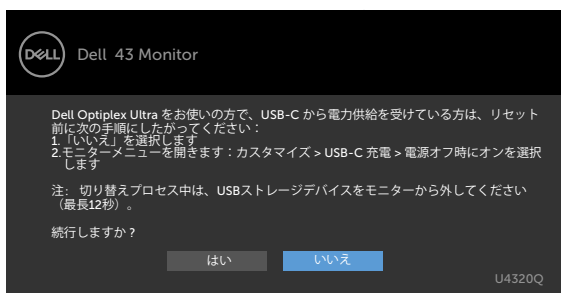 DELL
Dell 43 Monitor
Dell Optiplex Ultra をお使いの方で、USB-C から電力供給を受けている方は、リセット
前に次の手順にしたがってください：
1.「いいえ」を選択します
2.モニターメニューを開きます：カスタマイズ > USB-C 充電 > 電源オフ時にオンを選択
します
注: 切り替えプロセス中は、USBストレージデバイスをモニターから外してください
（最長12秒）。
続行しますか？
はい いいえ
U4320Q